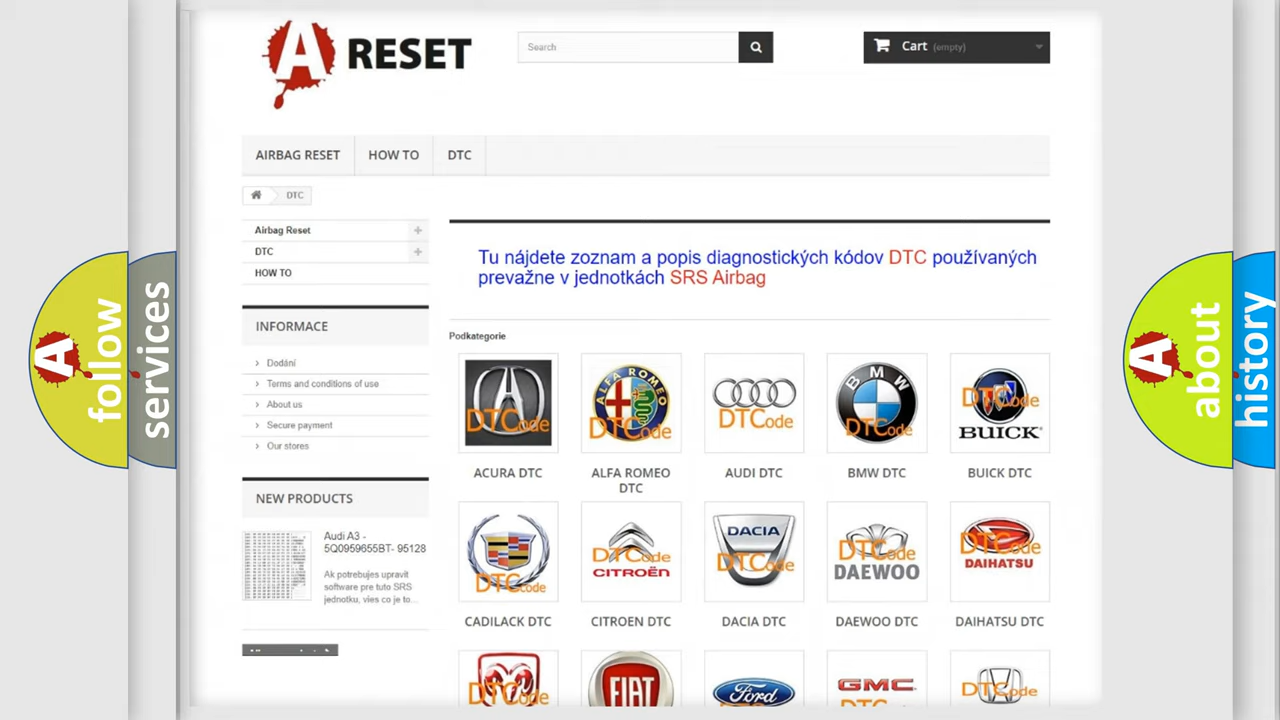 A RESET
Search
Cart (empty)
AIRBAG RESET
HOW TO
DTC
DTC
Airbag Reset
DTC
HOW TO
Tu nájdete zoznam a popis diagnostických kódov DTC používaných
prevažne v jednotkách SRS Airbag
INFORMACE
Dodání
Terms and conditions of use
About us
Secure payment
Our stores
NEW PRODUCTS
Audi A3 -
5Q0959655BT- 95128
Ak potrebujes upravit
software pre tuto SRS
jednotku, vies co je to...
Podkategorie
DTCode
ALFA ROMEO
DTCode
DTCode
BMW
DTCode
DTCode
BUICK
ACURA DTC
ALFA ROMEO
DTC
AUDI DTC
BMW DTC
BUICK DTC
DTCode
DTCode
CITROËN
DACIA
DTCode
DTCode
DAEWOO
DTCode
DAIHATSU
CADILACK DTC
CITROEN DTC
DACIA DTC
DAEWOO DTC
DAIHATSU DTC
DTCode
FIAT
Ford
GMC
DTCode
A follow
services
A about
history